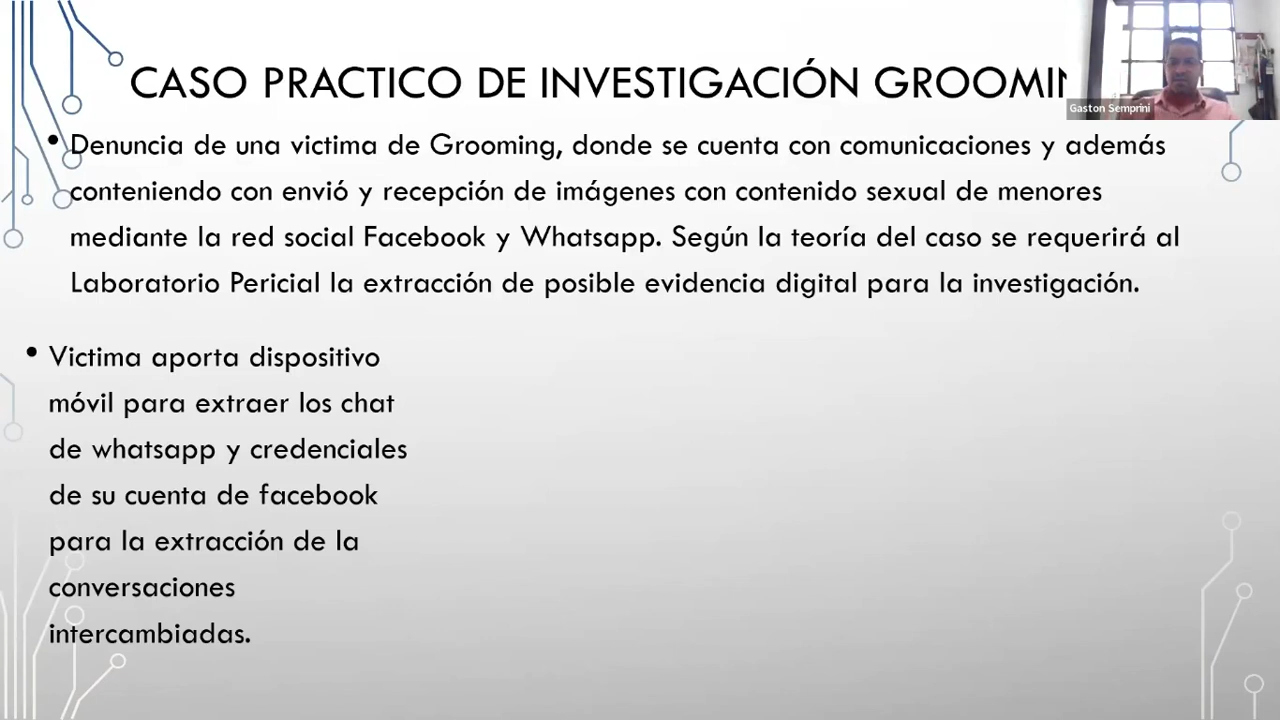 CASO PRACTICO DE INVESTIGACIÓN GROOMIN
Gaston Semprini
Denuncia de una victima de Grooming, donde se cuenta con comunicaciones y además
conteniendo con envió y recepción de imágenes con contenido sexual de menores
mediante la red social Facebook y Whatsapp. Según la teoría del caso se requerirá al
Laboratorio Pericial la extracción de posible evidencia digital para la investigación.
Victima aporta dispositivo
móvil para extraer los chat
de whatsapp y credenciales
de su cuenta de facebook
para la extracción de la
conversaciones
intercambiadas.